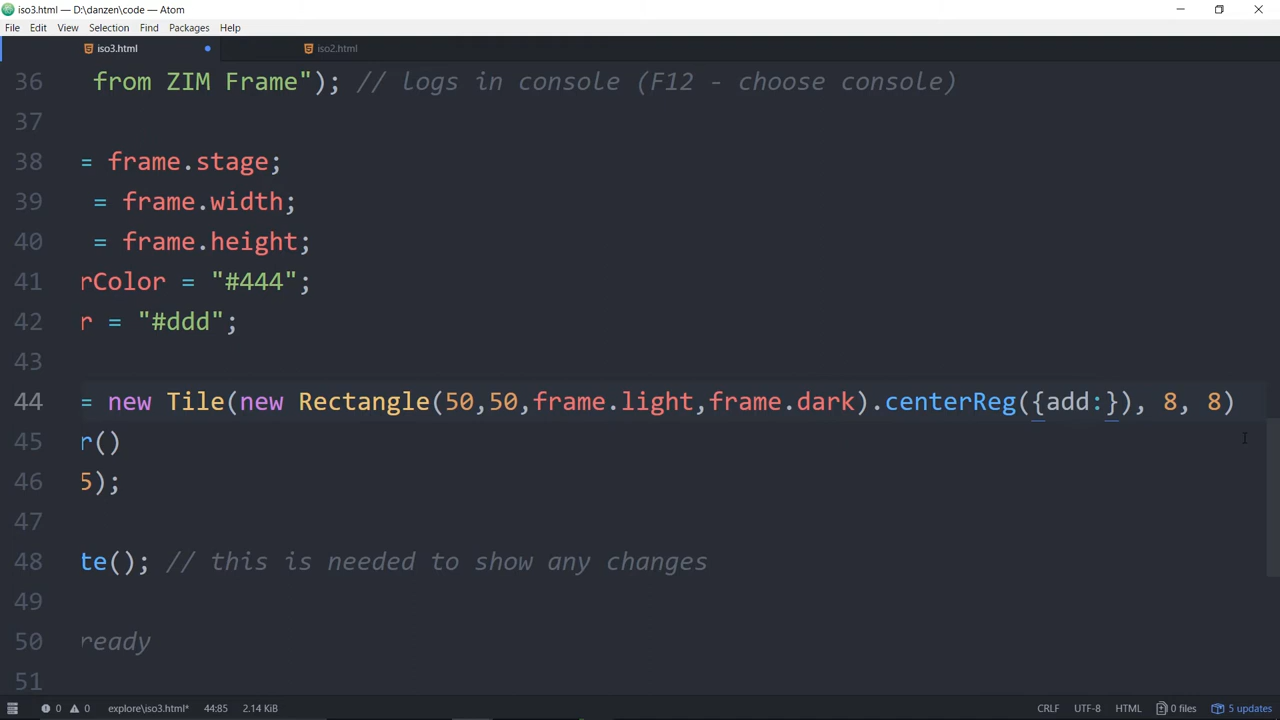 iso3.html — D:\danzen\code — Atom
File Edit View Selection Find Packages Help
iso3.html iso2.html
36 from ZIM Frame"); // logs in console (F12 - choose console)
37
38 = frame.stage;
39 = frame.width;
40 = frame.height;
41 rColor = "#444";
42 r = "#ddd";
43
44 = new Tile(new Rectangle(50,50,frame.light,frame.dark).centerReg({add:}), 8, 8)
45 r()
46 5);
47
48 te(); // this is needed to show any changes
49
50 ready
51
0 0 explore\iso3.html* 44:85 2.14 KiB CRLF UTF-8 HTML 0 files 5 updates